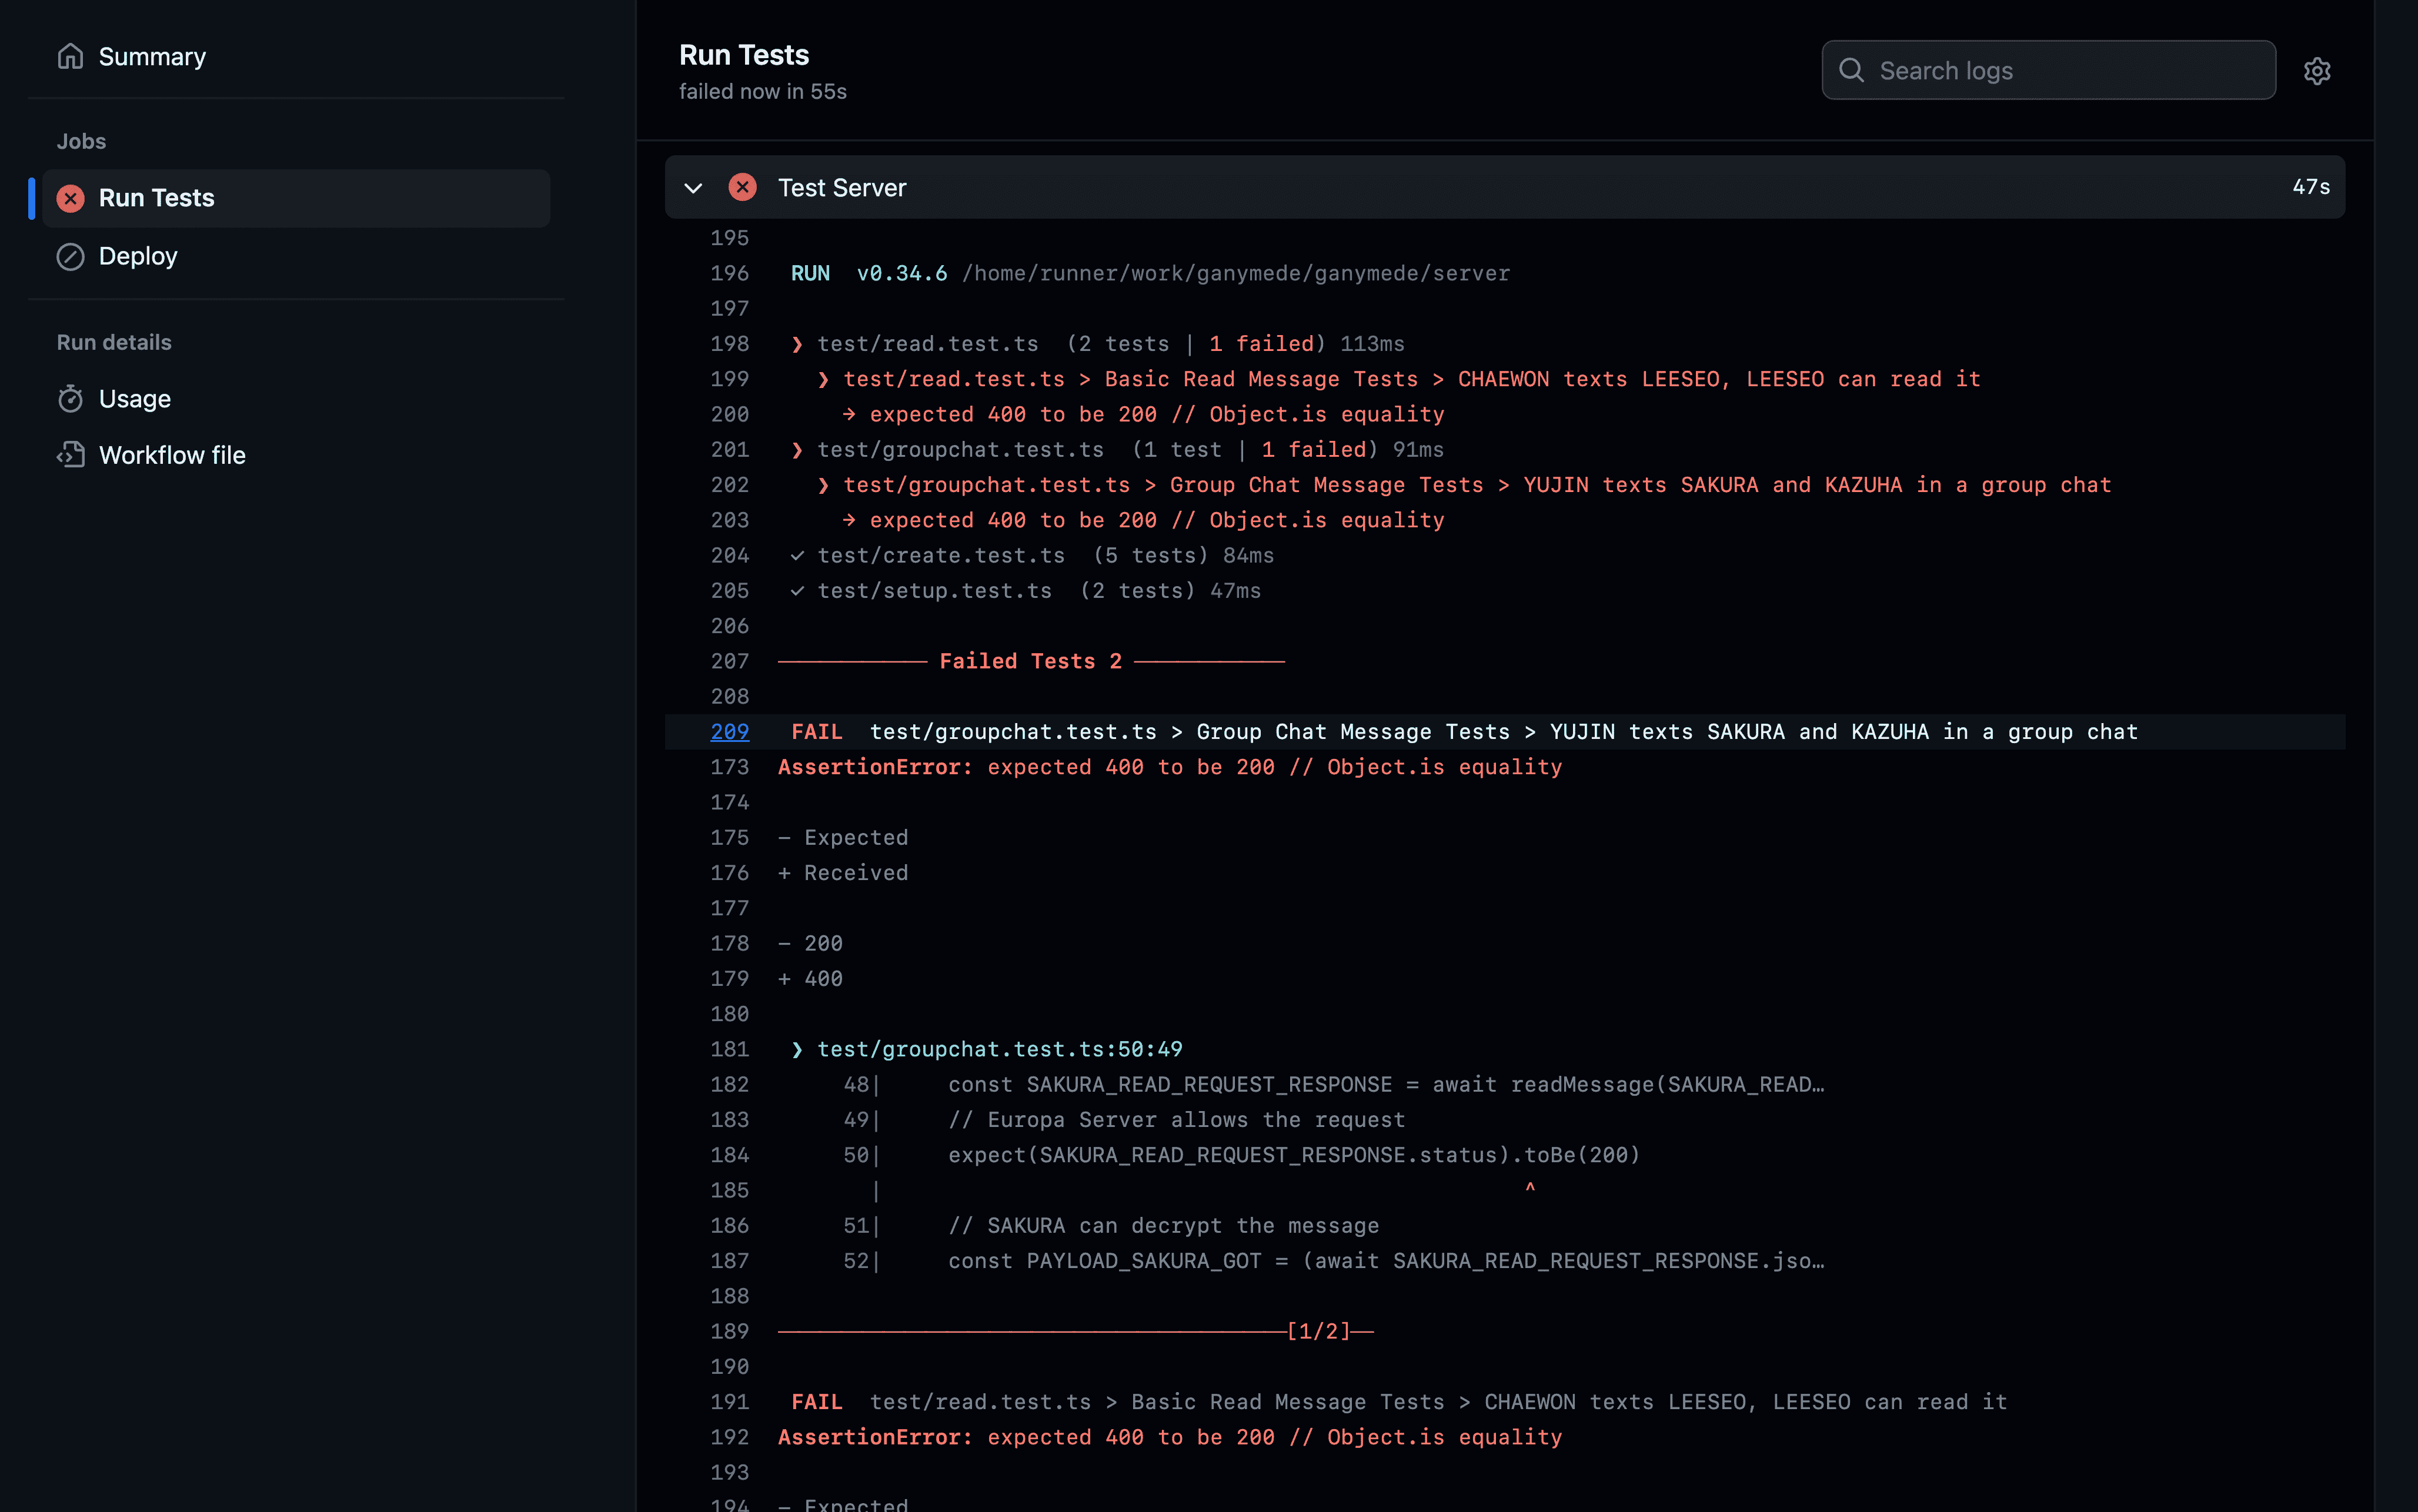 Summary
Jobs
Run Tests
Deploy
Run details
Usage
Workflow file
Run Tests
failed now in 55s
Search logs
Test Server 47s
195
196 RUN v0.34.6 /home/runner/work/ganymede/ganymede/server
197
198 ❯ test/read.test.ts (2 tests | 1 failed) 113ms
199 ❯ test/read.test.ts > Basic Read Message Tests > CHAEWON texts LEESEO, LEESEO can read it
200 → expected 400 to be 200 // Object.is equality
201 ❯ test/groupchat.test.ts (1 test | 1 failed) 91ms
202 ❯ test/groupchat.test.ts > Group Chat Message Tests > YUJIN texts SAKURA and KAZUHA in a group chat
203 → expected 400 to be 200 // Object.is equality
204 ✓ test/create.test.ts (5 tests) 84ms
205 ✓ test/setup.test.ts (2 tests) 47ms
206
207 ——————— Failed Tests 2 ———————
208
209 FAIL test/groupchat.test.ts > Group Chat Message Tests > YUJIN texts SAKURA and KAZUHA in a group chat
173 AssertionError: expected 400 to be 200 // Object.is equality
174
175 - Expected
176 + Received
177
178 - 200
179 + 400
180
181 ❯ test/groupchat.test.ts:50:49
182 48| const SAKURA_READ_REQUEST_RESPONSE = await readMessage(SAKURA_READ…
183 49| // Europa Server allows the request
184 50| expect(SAKURA_READ_REQUEST_RESPONSE.status).toBe(200)
185 | ^
186 51| // SAKURA can decrypt the message
187 52| const PAYLOAD_SAKURA_GOT = (await SAKURA_READ_REQUEST_RESPONSE.jso…
188
189 ————————————————————[1/2]—
190
191 FAIL test/read.test.ts > Basic Read Message Tests > CHAEWON texts LEESEO, LEESEO can read it
192 AssertionError: expected 400 to be 200 // Object.is equality
193
194 - Expected